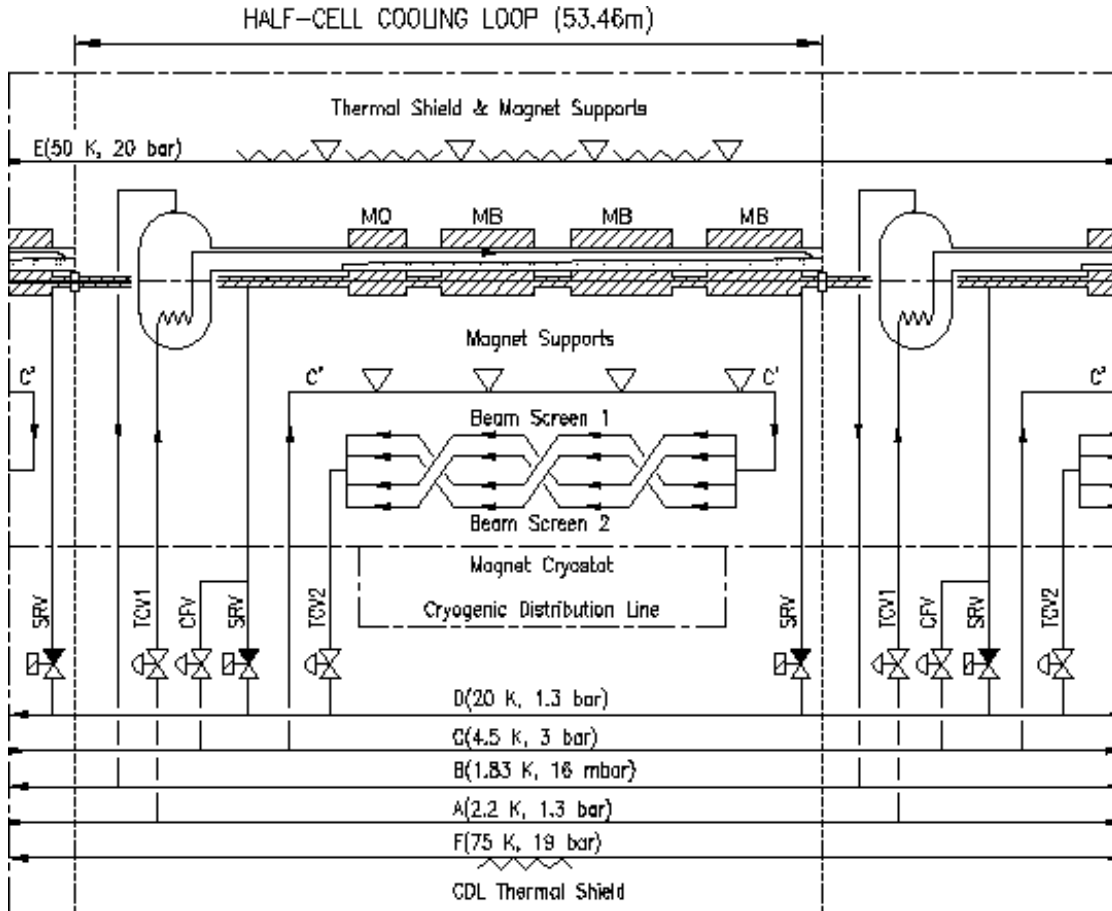 HALF-CELL COOLING LOOP (53.46m)
Thermal Shield & Magnet Supports
E(50 K, 20 bar)
MQ MB MB MB
Magnet Supports
C' C' C' C'
Beam Screen 1
Beam Screen 2
Magnet Cryostat
Cryogenic Distribution Line
SRV TCV1 CFV SRV TCV2 SRV TCV1 CFV SRV TCV2
D(20 K, 1.3 bar)
C(4.5 K, 3 bar)
B(1.83 K, 16 mbar)
A(2.2 K, 1.3 bar)
F(75 K, 19 bar)
CDL Thermal Shield